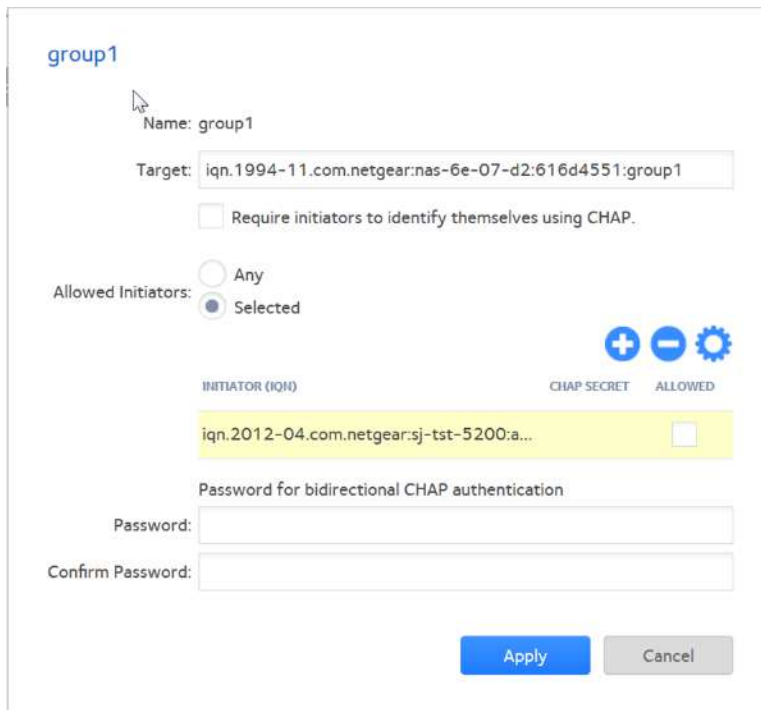 group1
Name: group1
Target: iqn.1994-11.com.netgear:nas-6e-07-d2:616d4551:group1
Require initiators to identify themselves using CHAP.
Allowed Initiators:
Any
Selected
INITIATOR (IQN) CHAP SECRET ALLOWED
iqn.2012-04.com.netgear:sj-tst-5200:a...
Password for bidirectional CHAP authentication
Password:
Confirm Password:
Apply Cancel